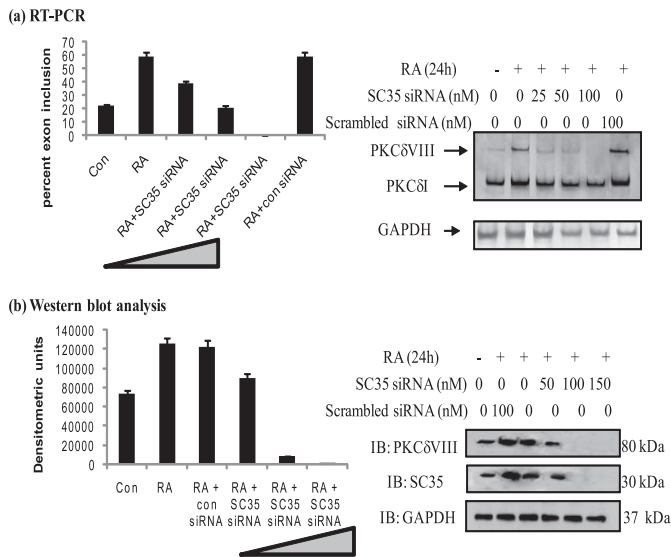 (a) RT-PCR
percent exon inclusion
70
60
50
40
30
20
10
0
Con
RA
RA+SC35 siRNA
RA+SC35 siRNA
RA+SC35 siRNA
RA+con siRNA
RA (24h) - + + + + +
SC35 siRNA (nM) 0 0 25 50 100 0
Scrambled siRNA (nM) 0 0 0 0 0 100
PKCδVIII
PKCδI
GAPDH
(b) Western blot analysis
Densitometric units
140000
120000
100000
80000
60000
40000
20000
0
Con
RA
RA + con siRNA
RA + SC35 siRNA
RA + SC35 siRNA
RA + SC35 siRNA
RA (24h) - + + + + +
SC35 siRNA (nM) 0 0 0 50 100 150
Scrambled siRNA (nM) 0 100 0 0 0 0
IB: PKCδVIII 80 kDa
IB: SC35 30 kDa
IB: GAPDH 37 kDa